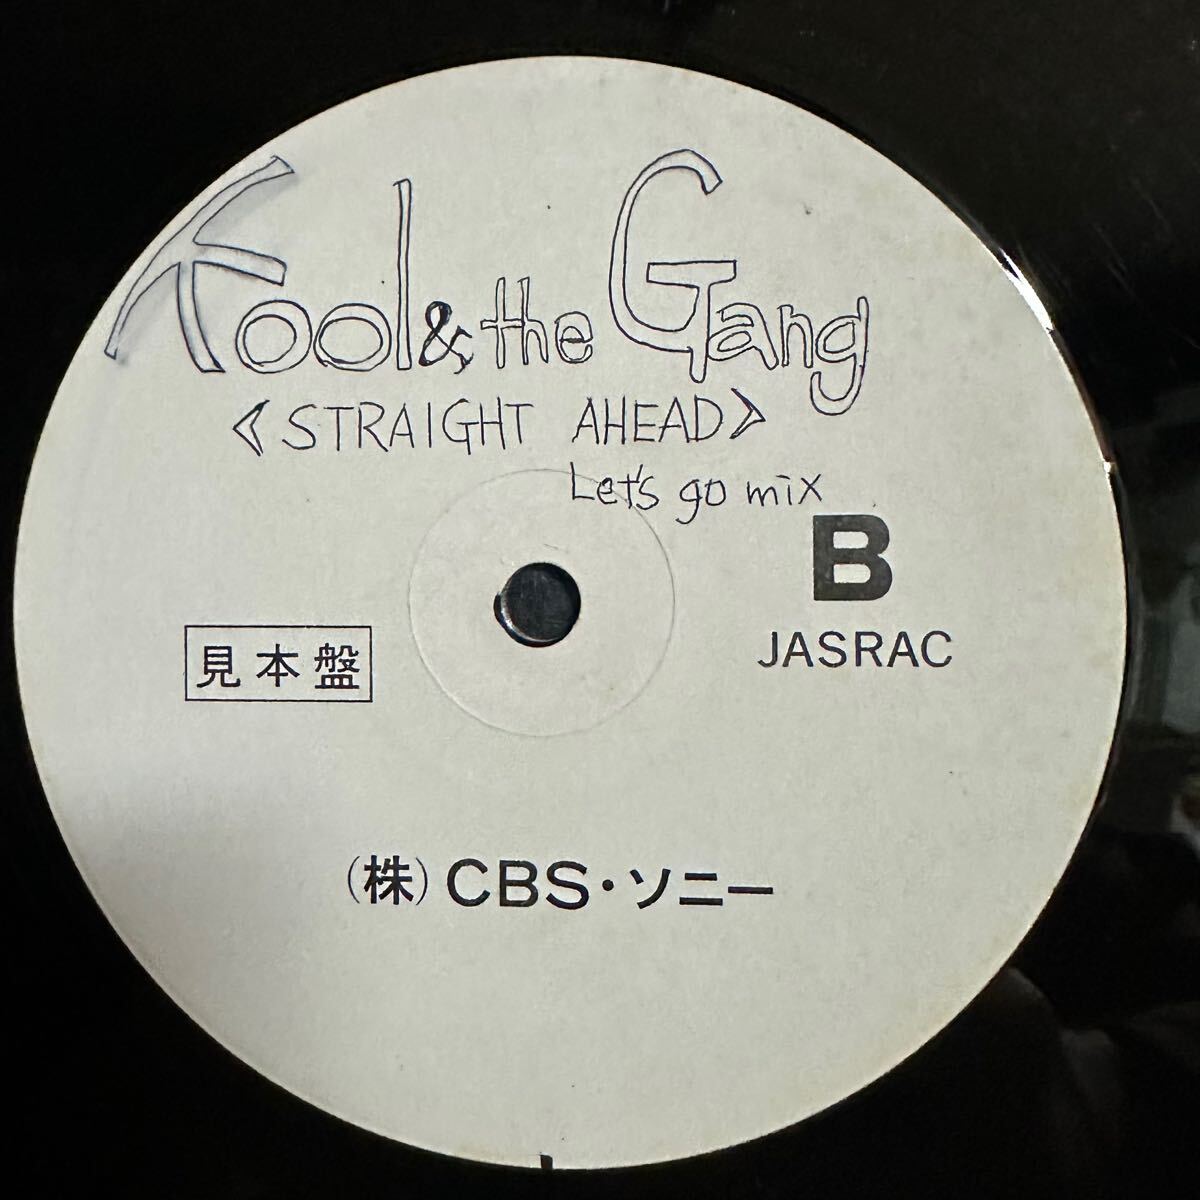 Kool & the Gang
<STRAIGHT AHEAD>
Let's go mix
B
JASRAC
見本盤
(株)CBS・ソニー